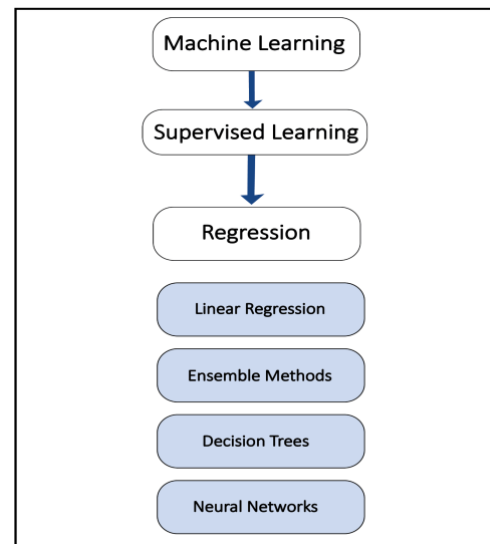 Machine Learning
Supervised Learning
Regression
Linear Regression
Ensemble Methods
Decision Trees
Neural Networks